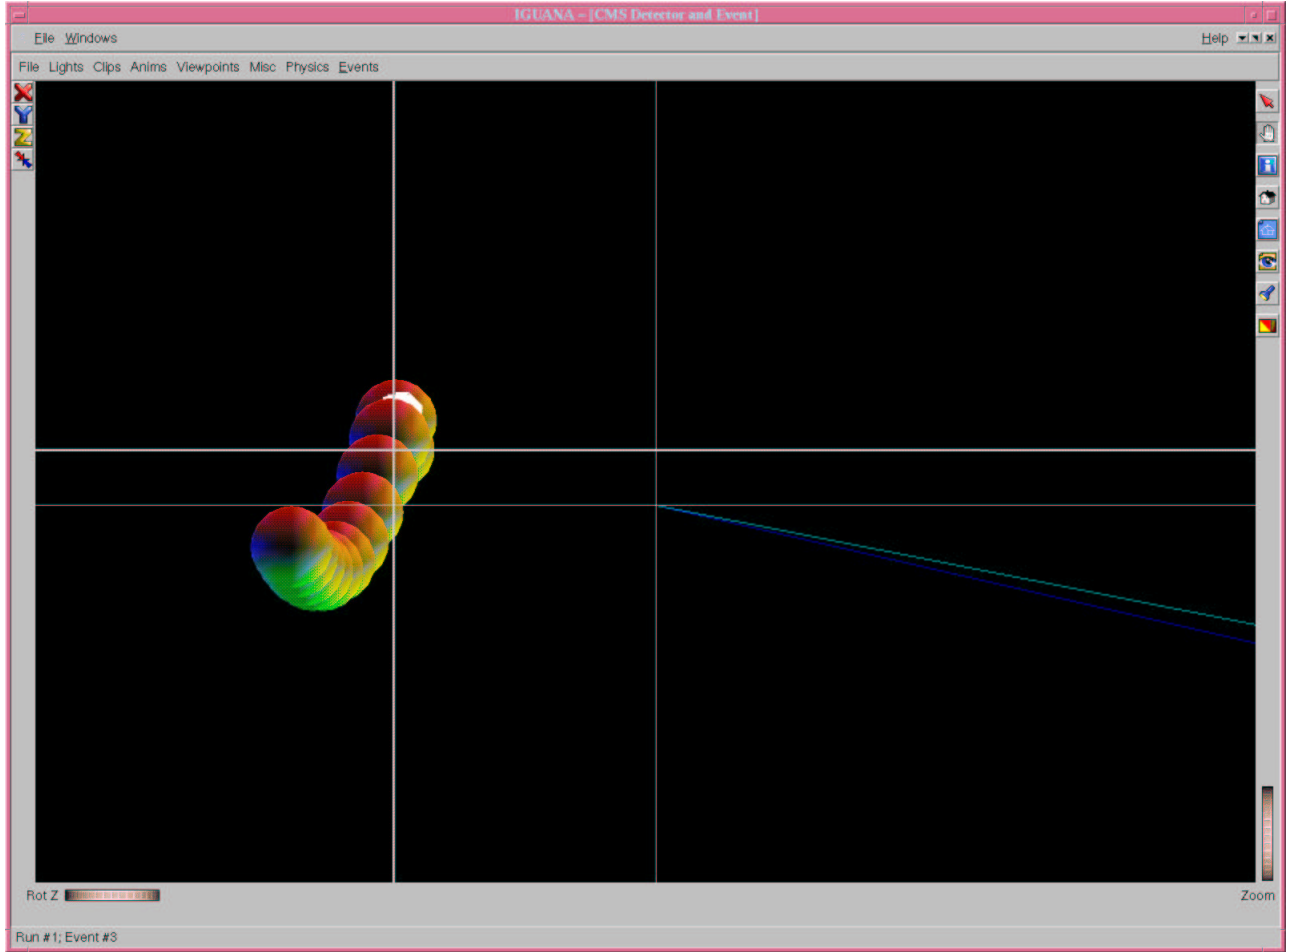 IGUANA - [CMS Detector and Event]
File Windows Help
File Lights Clips Anims Viewpoints Misc Physics Events
Rot Z Zoom
Run #1; Event #3